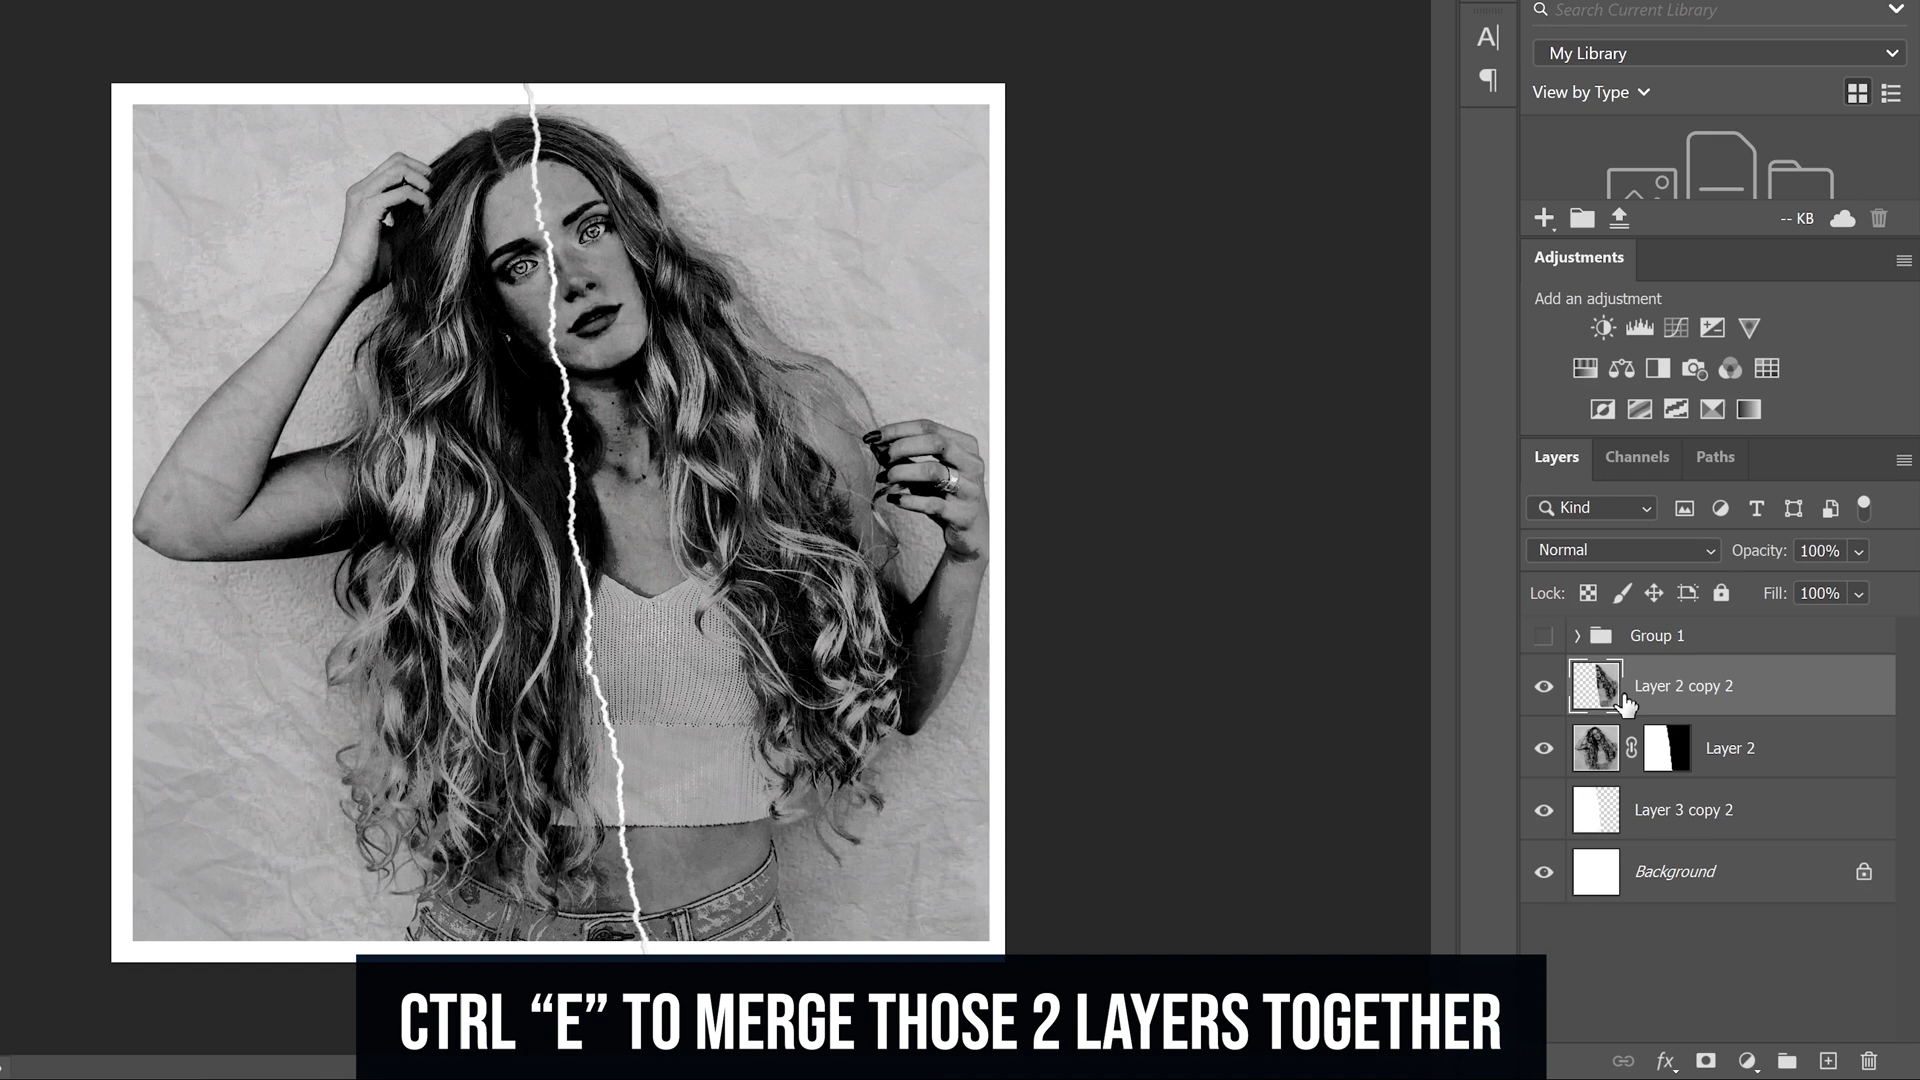 Search Current Library
My Library
View by Type
-- KB
A
¶
Adjustments
Add an adjustment
Layers Channels Paths
Kind
T
Normal Opacity: 100%
Lock: Fill: 100%
Group 1
Layer 2 copy 2
Layer 2
Layer 3 copy 2
Background
fx
CTRL “E” TO MERGE THOSE 2 LAYERS TOGETHER